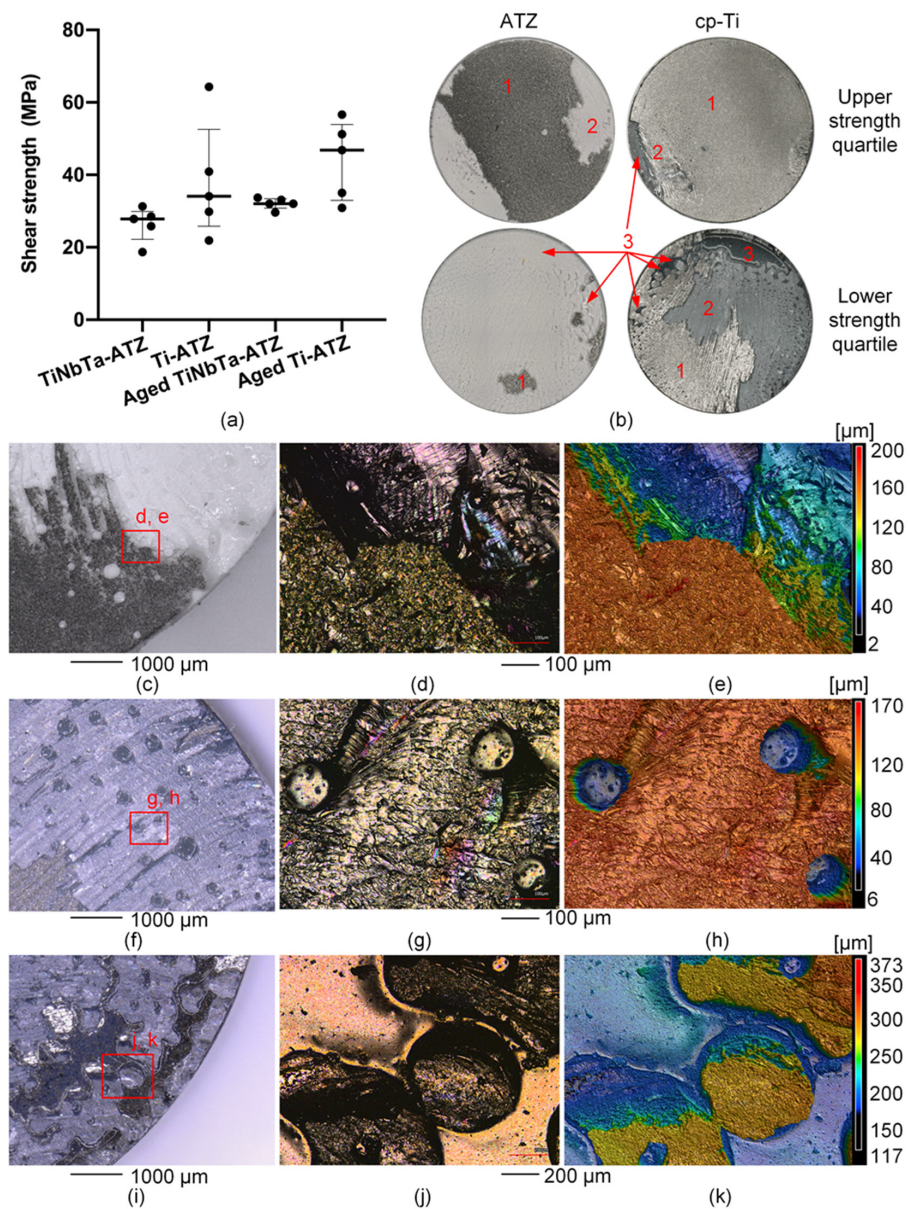 Shear strength (MPa)
80
60
40
20
0
TiNbTa-ATZ
Ti-ATZ
Aged TiNbTa-ATZ
Aged Ti-ATZ
(a)
ATZ
cp-Ti
1
2
1
2
Upper
strength
quartile
3
1
3
2
1
Lower
strength
quartile
(b)
d, e
1000 µm
(c)
100µm
100 µm
(d)
[µm]
200
160
120
80
40
2
(e)
g, h
1000 µm
(f)
100µm
100 µm
(g)
[µm]
170
120
80
40
6
(h)
j, k
1000 µm
(i)
200 µm
(j)
[µm]
373
350
300
250
200
150
117
(k)